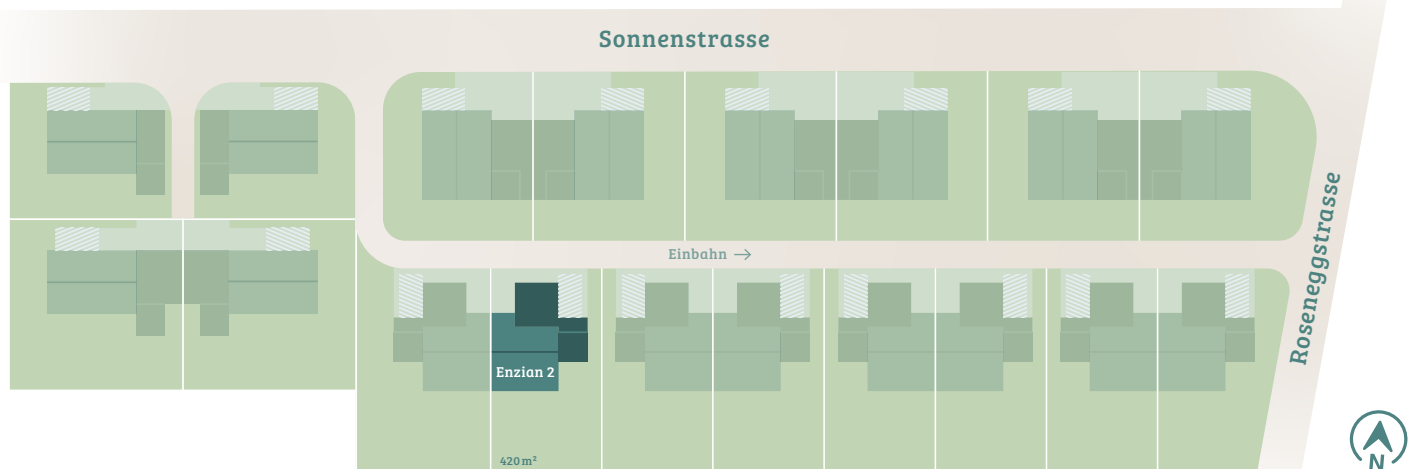 Sonnenstrasse
Roseneggstrasse
Einbahn →
Enzian 2
420 m²
N